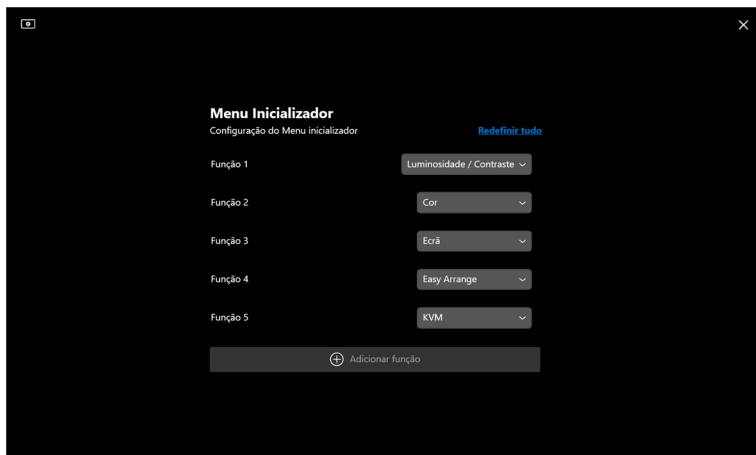 Menu Inicializador
Configuração do Menu inicializador
Redefinir tudo
Função 1
Luminosidade / Contraste
Função 2
Cor
Função 3
Ecrã
Função 4
Easy Arrange
Função 5
KVM
Adicionar função